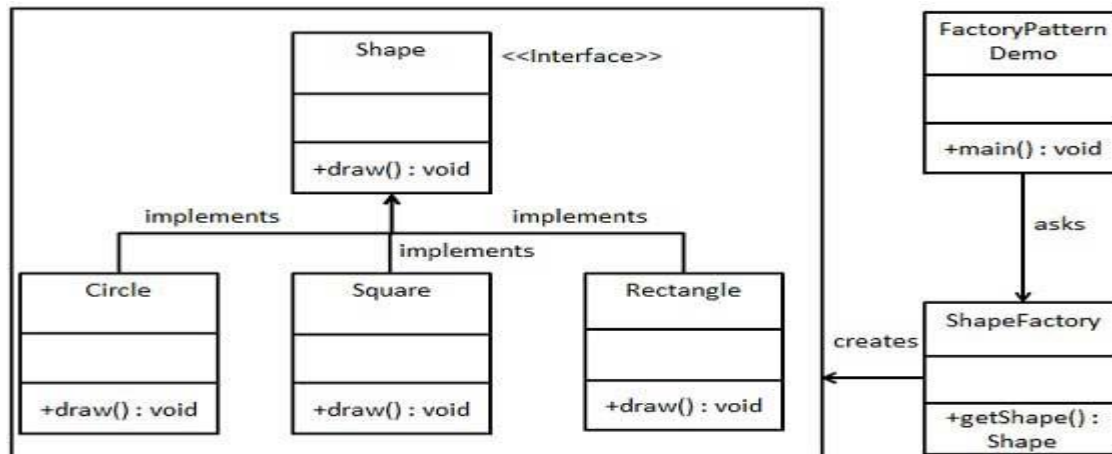 Shape
<<Interface>>
+draw() : void
implements
implements
implements
Circle
+draw() : void
Square
+draw() : void
Rectangle
+draw() : void
FactoryPattern
Demo
+main() : void
asks
ShapeFactory
+getShape() :
Shape
creates